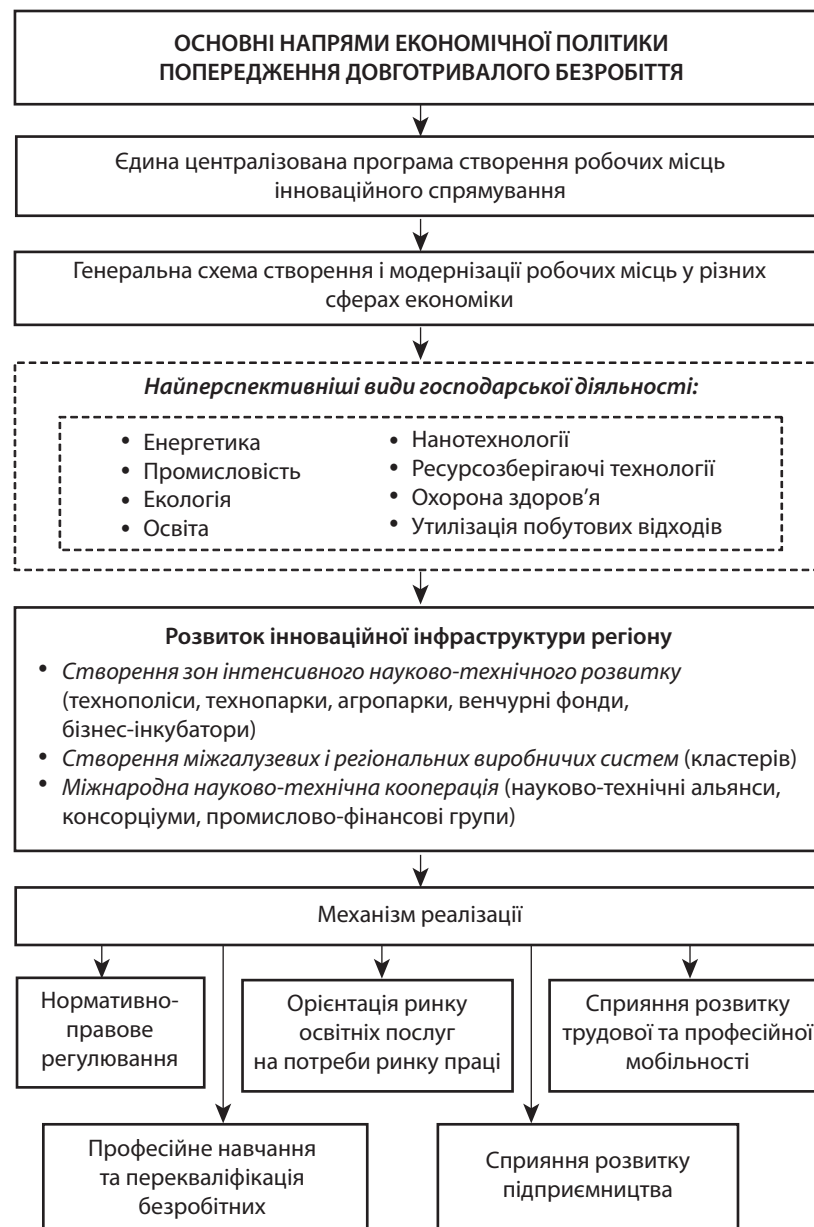 ОСНОВНІ НАПРЯМИ ЕКОНОМІЧНОЇ ПОЛІТИКИ
ПОПЕРЕДЖЕННЯ ДОВГОТРИВАЛОГО БЕЗРОБІТТЯ
Єдина централізована програма створення робочих місць
інноваційного спрямування
Генеральна схема створення і модернізації робочих місць у різних
сферах економіки
Найперспективніші види господарської діяльності:
• Енергетика
• Промисловість
• Екологія
• Освіта
• Нанотехнології
• Ресурсозберігаючі технології
• Охорона здоров'я
• Утилізація побутових відходів
Розвиток інноваційної інфраструктури регіону
• Створення зон інтенсивного науково-технічного розвитку
(технополіси, технопарки, агропарки, венчурні фонди,
бізнес-інкубатори)
• Створення міжгалузевих і регіональних виробничих систем (кластерів)
• Міжнародна науково-технічна кооперація (науково-технічні альянси,
консорціуми, промислово-фінансові групи)
Механізм реалізації
Нормативно-
правове
регулювання
Орієнтація ринку
освітніх послуг
на потреби ринку праці
Сприяння розвитку
трудової та професійної
мобільності
Професійне навчання
та перекваліфікація
безробітних
Сприяння розвитку
підприємництва